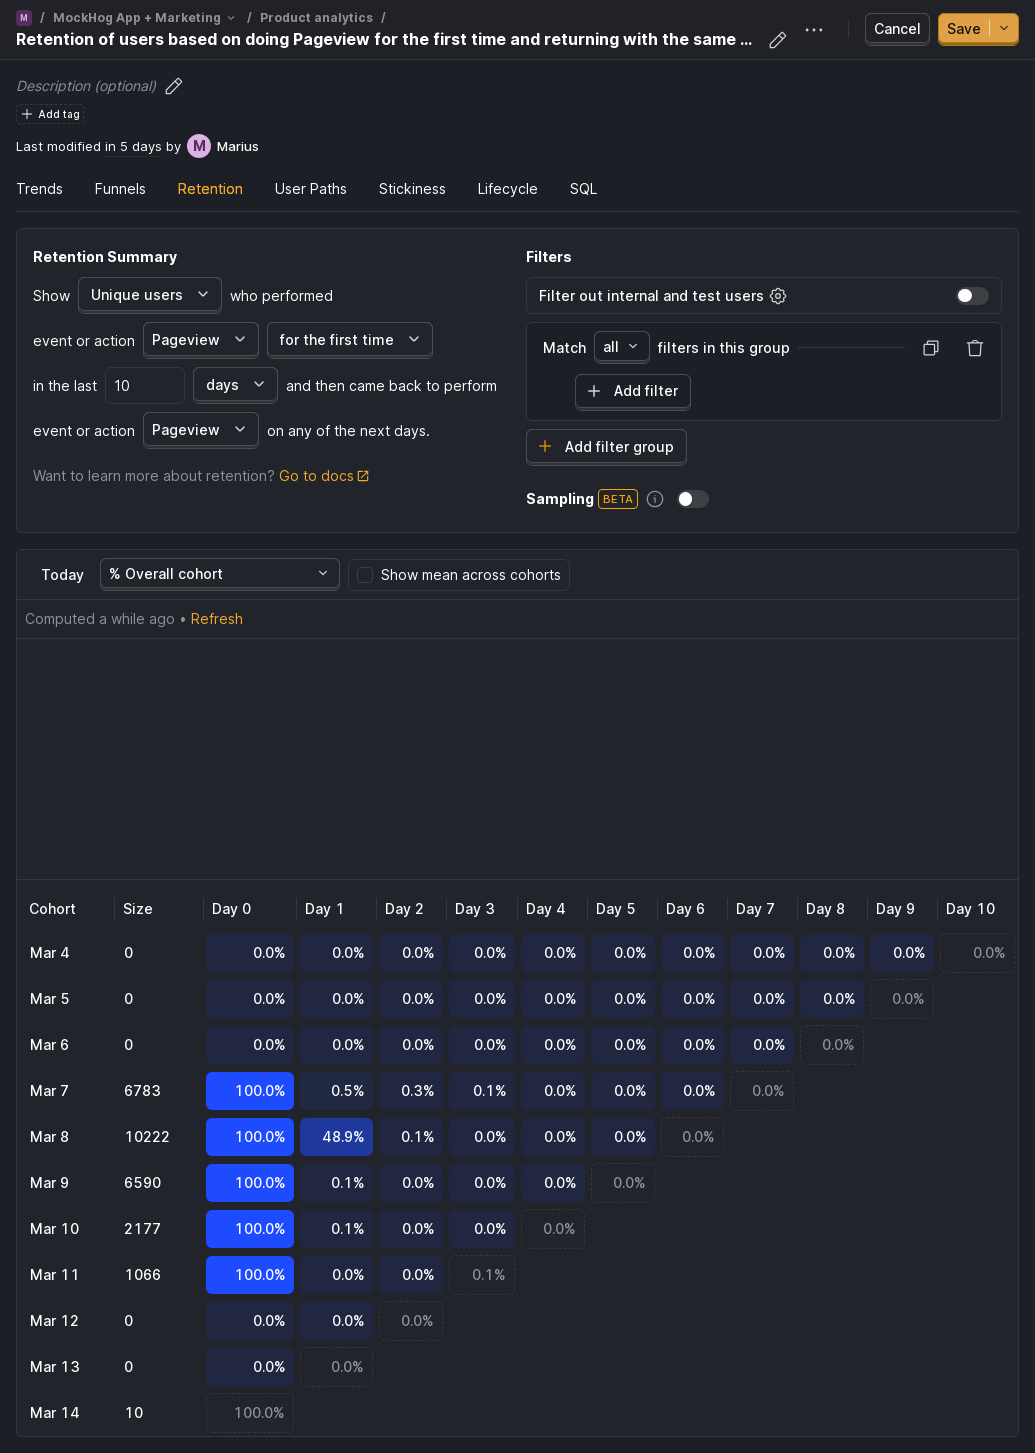 M / MockHog App + Marketing / Product analytics /
Retention of users based on doing Pageview for the first time and returning with the same ...
Cancel Save
Description (optional)
Add tag
Last modified in 5 days by M Marius
Trends Funnels Retention User Paths Stickiness Lifecycle SQL
Retention Summary
Show Unique users who performed
event or action Pageview for the first time
in the last 10 days and then came back to perform
event or action Pageview on any of the next days.
Want to learn more about retention? Go to docs
Filters
Filter out internal and test users
Match all filters in this group
Add filter
Add filter group
Sampling BETA
Today % Overall cohort Show mean across cohorts
Computed a while ago • Refresh
Cohort Size Day 0 Day 1 Day 2 Day 3 Day 4 Day 5 Day 6 Day 7 Day 8 Day 9 Day 10
Mar 4 0 0.0% 0.0% 0.0% 0.0% 0.0% 0.0% 0.0% 0.0% 0.0% 0.0% 0.0%
Mar 5 0 0.0% 0.0% 0.0% 0.0% 0.0% 0.0% 0.0% 0.0% 0.0% 0.0%
Mar 6 0 0.0% 0.0% 0.0% 0.0% 0.0% 0.0% 0.0% 0.0% 0.0%
Mar 7 6783 100.0% 0.5% 0.3% 0.1% 0.0% 0.0% 0.0% 0.0%
Mar 8 10222 100.0% 48.9% 0.1% 0.0% 0.0% 0.0% 0.0%
Mar 9 6590 100.0% 0.1% 0.0% 0.0% 0.0% 0.0%
Mar 10 2177 100.0% 0.1% 0.0% 0.0% 0.0%
Mar 11 1066 100.0% 0.0% 0.0% 0.1%
Mar 12 0 0.0% 0.0% 0.0%
Mar 13 0 0.0% 0.0%
Mar 14 10 100.0%